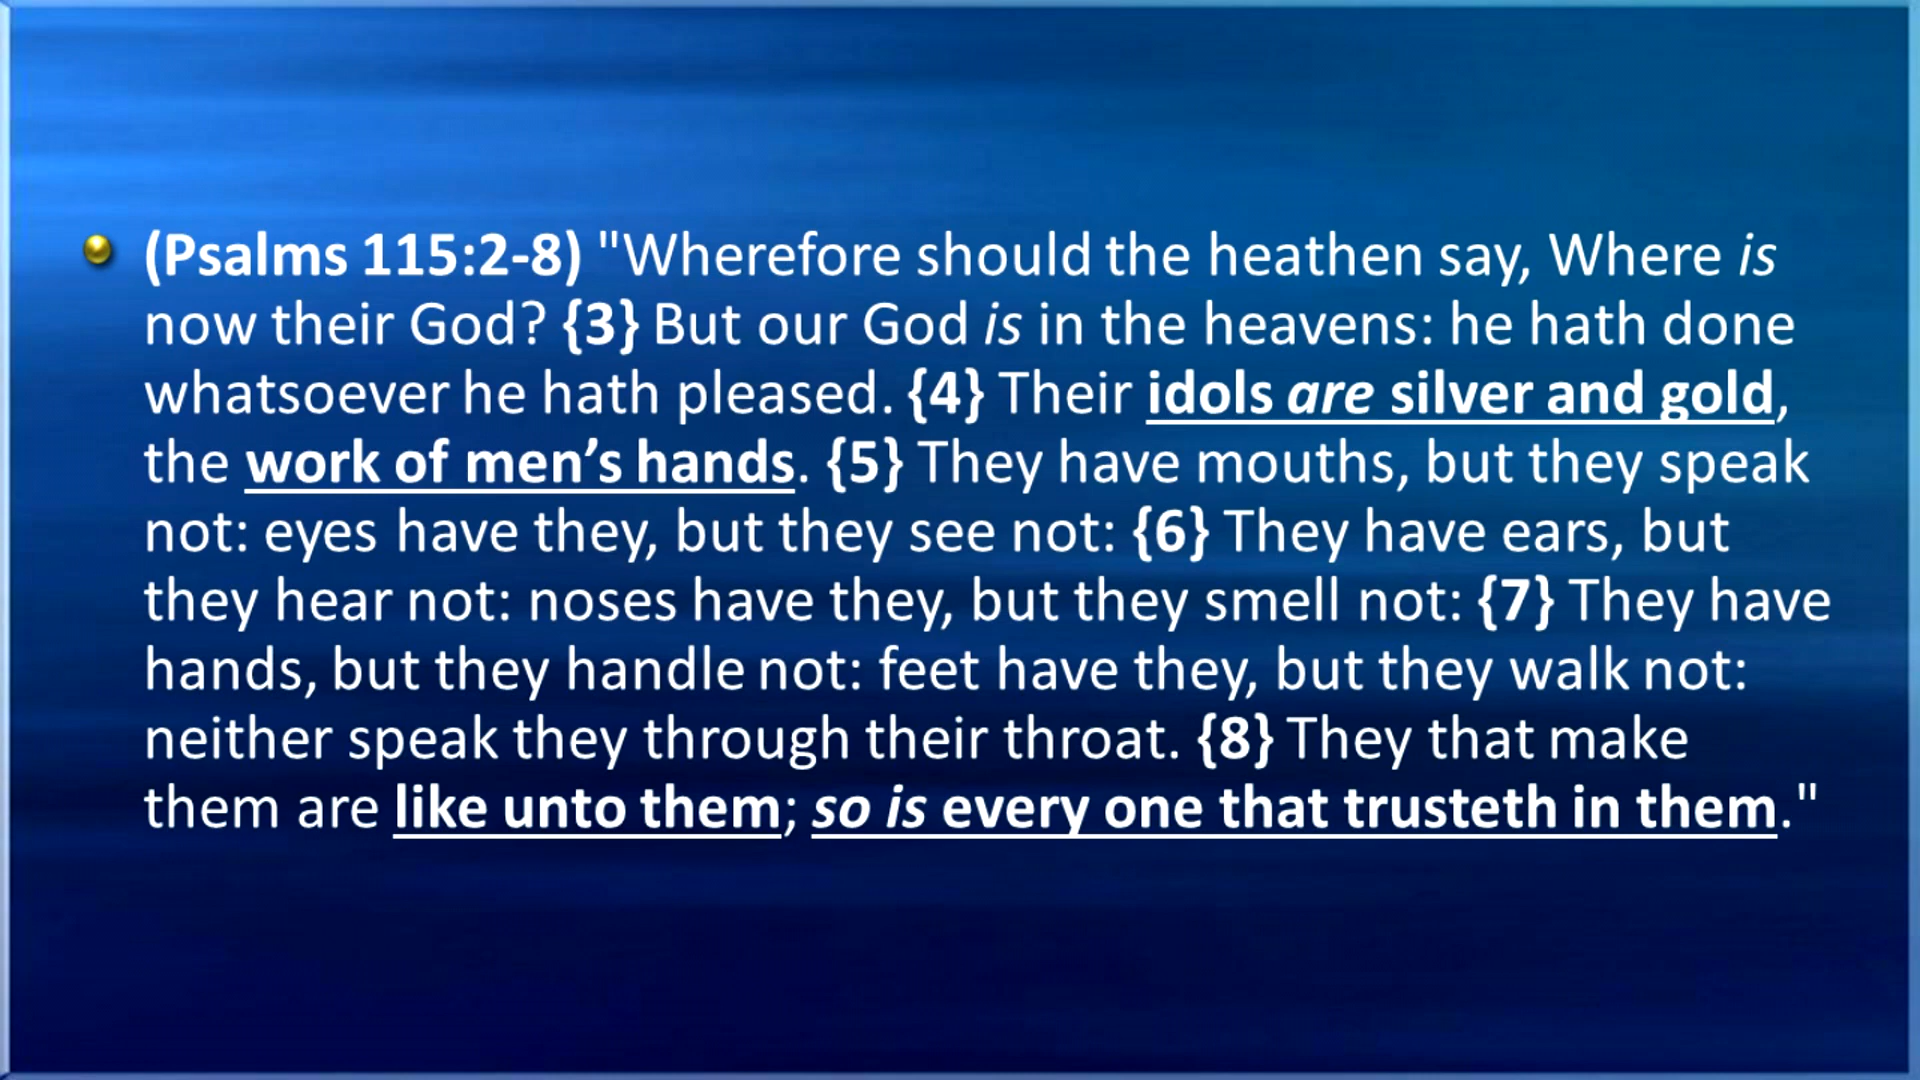 (Psalms 115:2-8) "Wherefore should the heathen say, Where is
now their God? {3} But our God is in the heavens: he hath done
whatsoever he hath pleased. {4} Their idols are silver and gold,
the work of men’s hands. {5} They have mouths, but they speak
not: eyes have they, but they see not: {6} They have ears, but
they hear not: noses have they, but they smell not: {7} They have
hands, but they handle not: feet have they, but they walk not:
neither speak they through their throat. {8} They that make
them are like unto them; so is every one that trusteth in them."